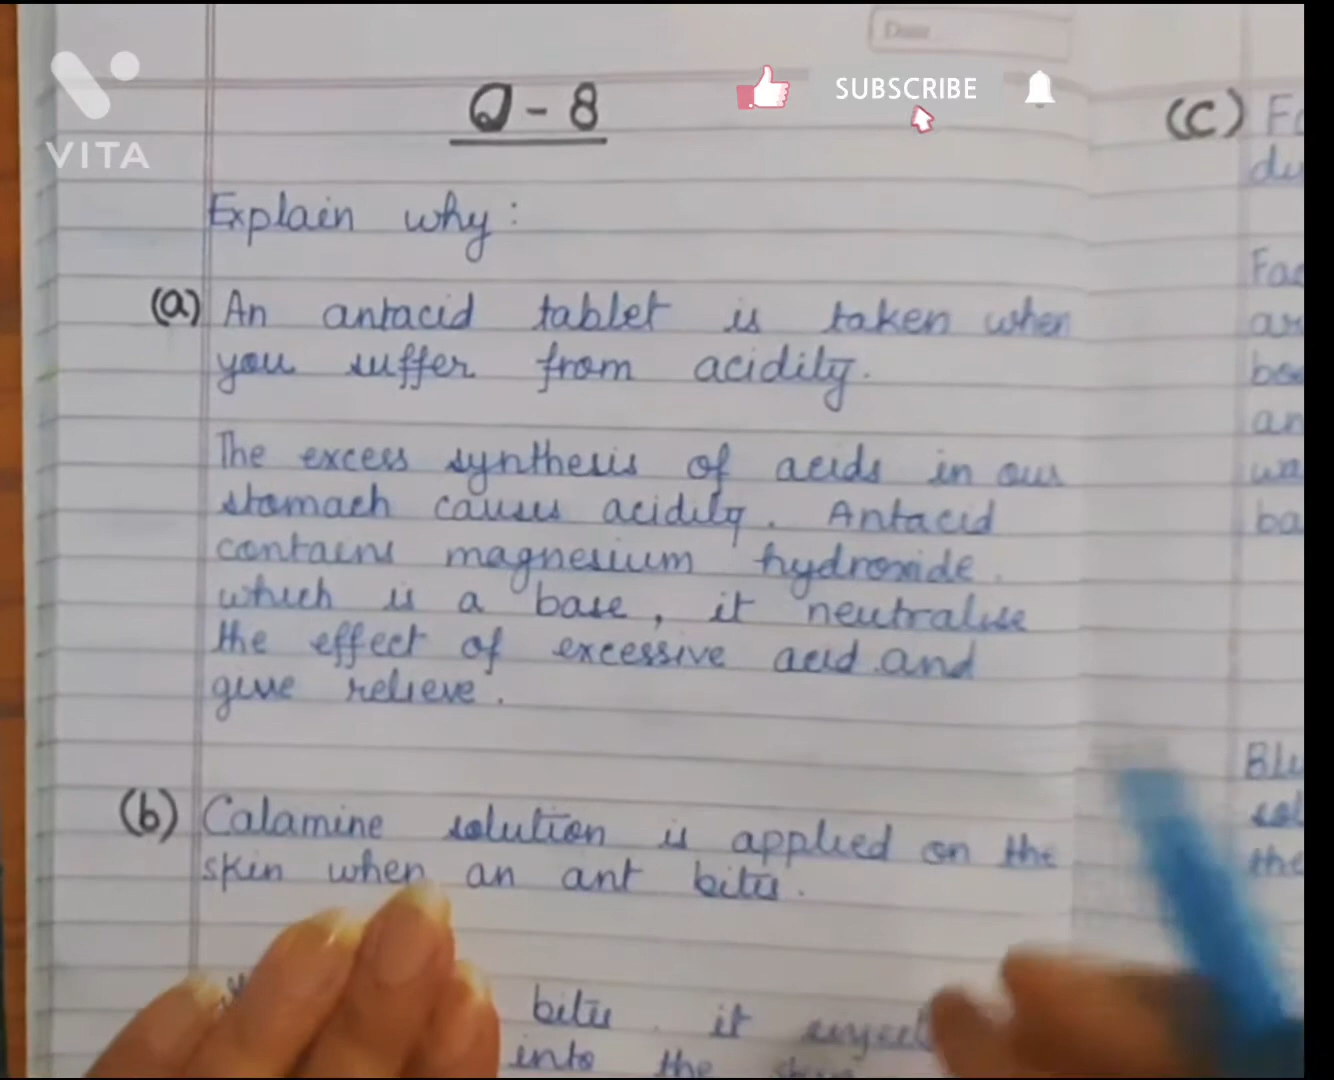 Date
VITA
SUBSCRIBE
Q - 8
Explain why :
(a) An antacid tablet is taken when
you suffer from acidity.
The excess synthesis of acids in our
stomach causes acidity. Antacid
contains magnesium hydroxide
which is a base, it neutralise
the effect of excessive acid and
give relieve.
(b) Calamine solution is applied on the
skin when an ant bites.
bites it
into the
(C)